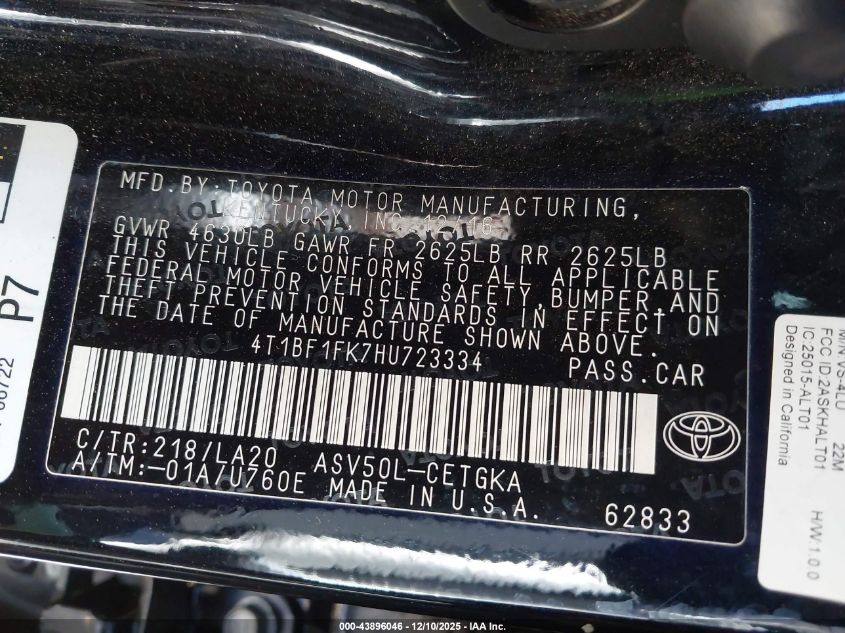 MFD.BY:TOYOTA MOTOR MANUFACTURING,
KENTUCKY, INC. 12/16
GVWR 4630LB GAWR FR 2625LB RR 2625LB
THIS VEHICLE CONFORMS TO ALL APPLICABLE
FEDERAL MOTOR VEHICLE SAFETY,BUMPER,AND
THEFT PREVENTION STANDARDS IN EFFECT ON
THE DATE OF MANUFACTURE SHOWN ABOVE.
4T1BF1FK7HU723334 PASS.CAR
C/TR:218/LA20 ASV50L-CETGKA
A/TM:-01A/U760E MADE IN U.S.A.
62833
P7
M/N VS-4LU 22M
FCC ID:2ASKHALT01
IC:25015-ALT01
Designed in California
H/W:1.0.0
000-43896046 - 12/10/2025 - IAA Inc.